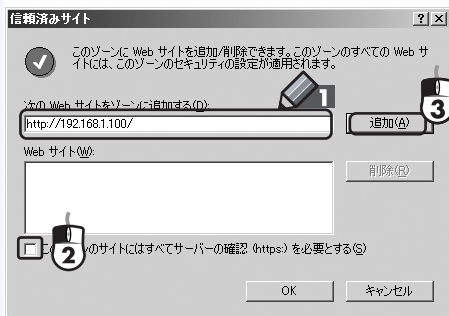 信頼済みサイト
このゾーンに Web サイトを追加/削除できます。このゾーンのすべての Web サ
イトには、このゾーンのセキュリティの設定が適用されます。
次の Web サイトをゾーンに追加する(D):
1
3
http://192.168.1.100/
追加(A)
Web サイト(W):
削除(R)
2
のサイトにはすべてサーバーの確認 (https:) を必要とする(S)
OK
キャンセル